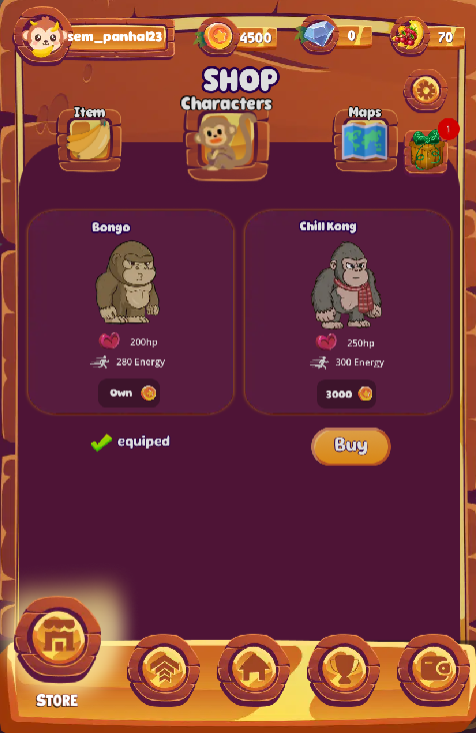 sem_panhal23 4500 0 70
SHOP
Characters
Item Maps
1
Bongo Chill Kong
200hp 250hp
280 Energy 300 Energy
Own 3000
equiped Buy
STORE